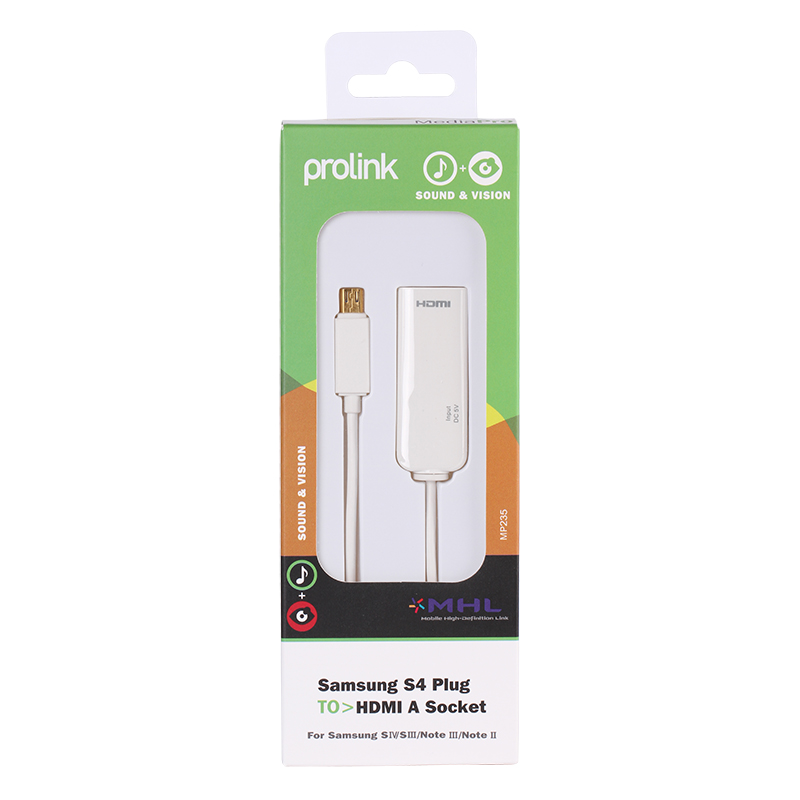 MediaPro
prolink
+
SOUND & VISION
HDMI
Input
DC 5V
SOUND & VISION
+
MP235
MHL
Mobile High-Definition Link
Samsung S4 Plug
TO>HDMI A Socket
For Samsung SⅣ/SⅢ/Note Ⅲ/Note Ⅱ